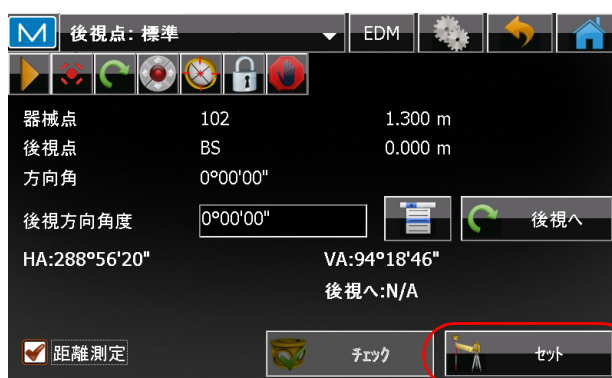 M 後視点: 標準 EDM
器械点 102 1.300 m
後視点 BS 0.000 m
方向角 0°00'00"
後視方向角度 0°00'00" 後視へ
HA:288°56'20" VA:94°18'46"
後視へ:N/A
距離測定 チェック セット